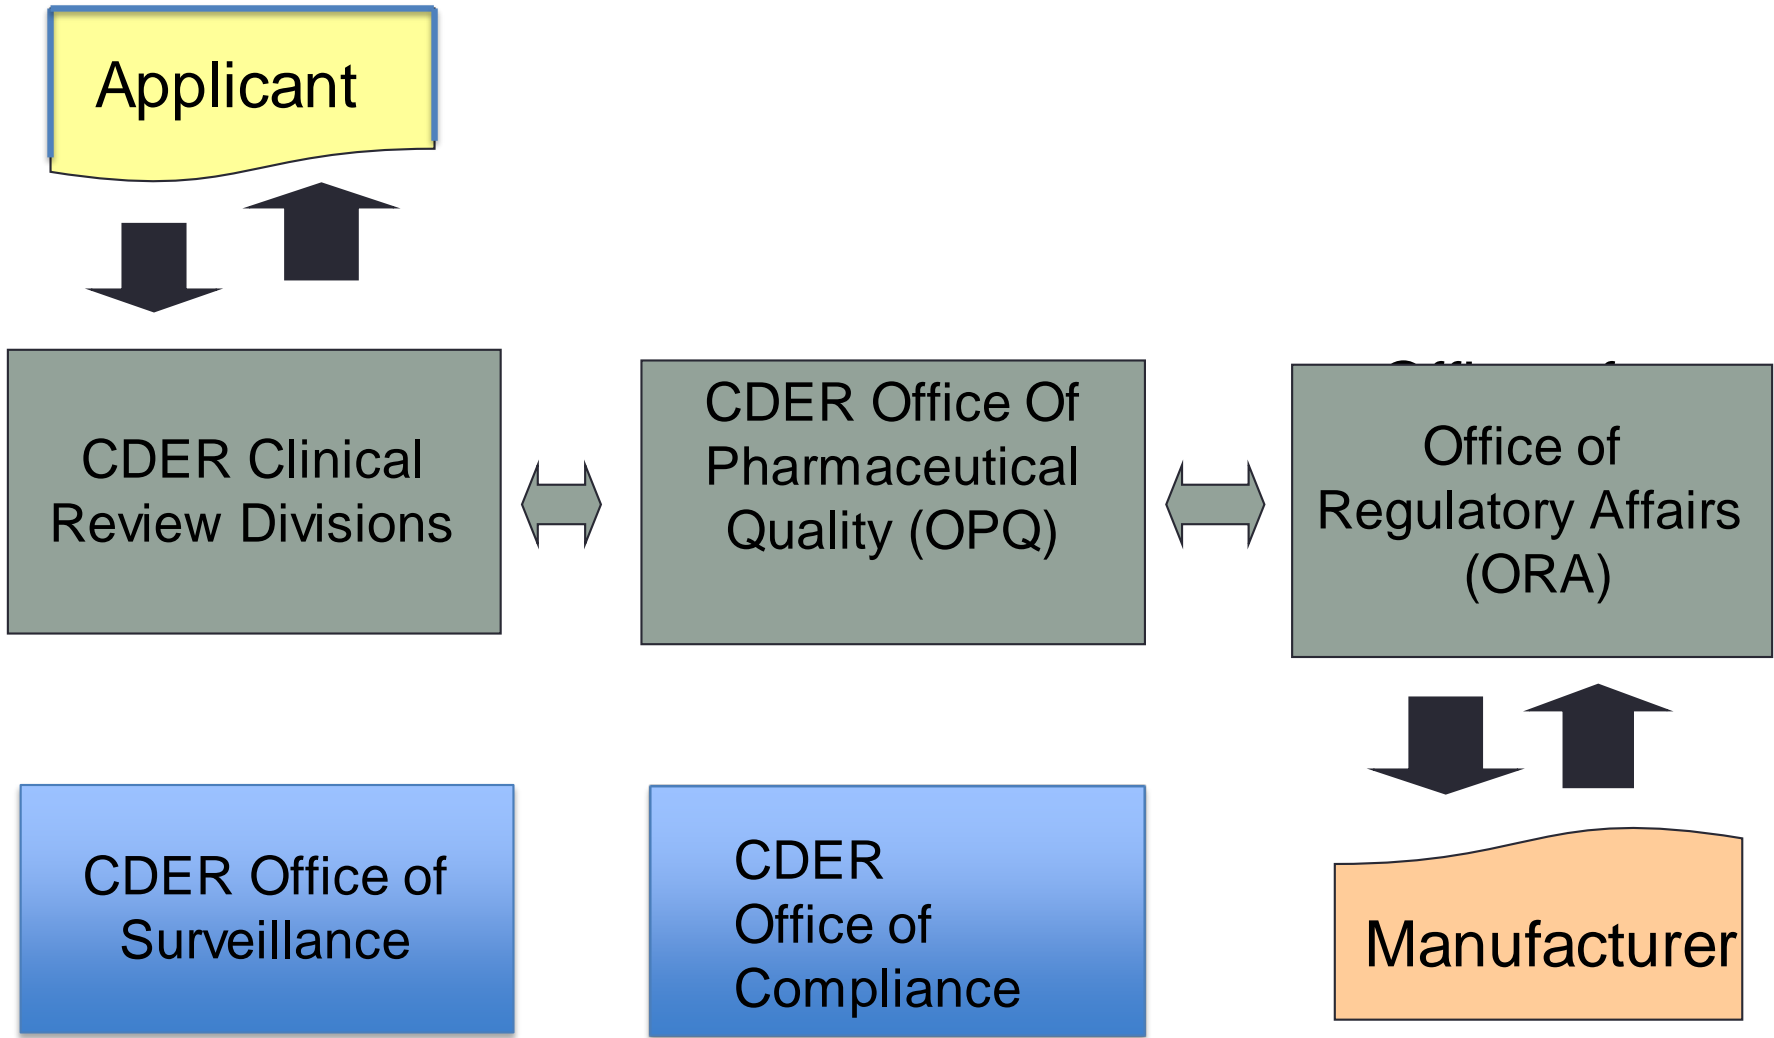 Applicant
CDER Clinical
Review Divisions
CDER Office Of
Pharmaceutical
Quality (OPQ)
Office of
Regulatory Affairs
(ORA)
CDER Office of
Surveillance
CDER
Office of
Compliance
Manufacturer